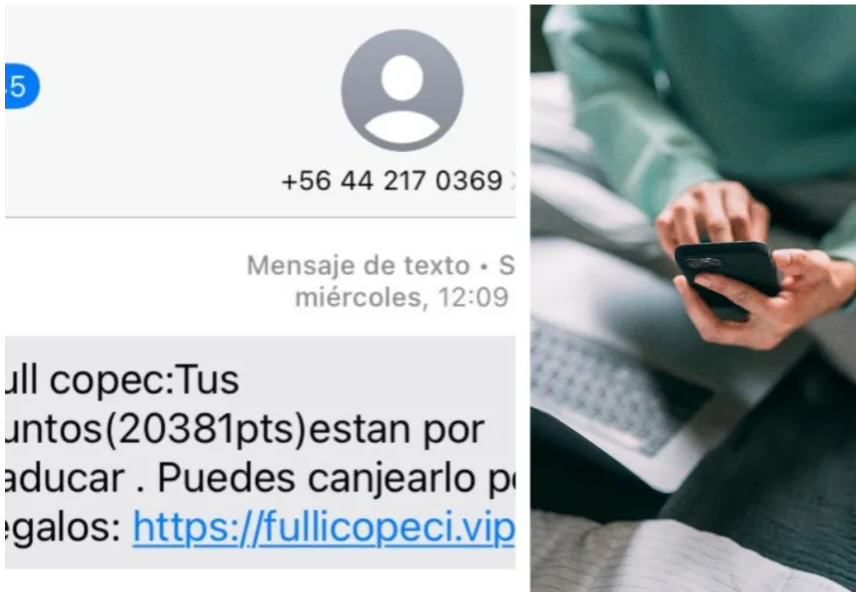 45
+56 44 217 0369
Mensaje de texto • S
miércoles, 12:09
ull copec:Tus
untos(20381pts)estan por
aducar . Puedes canjearlo p
egalos: https://fullicopeci.vip